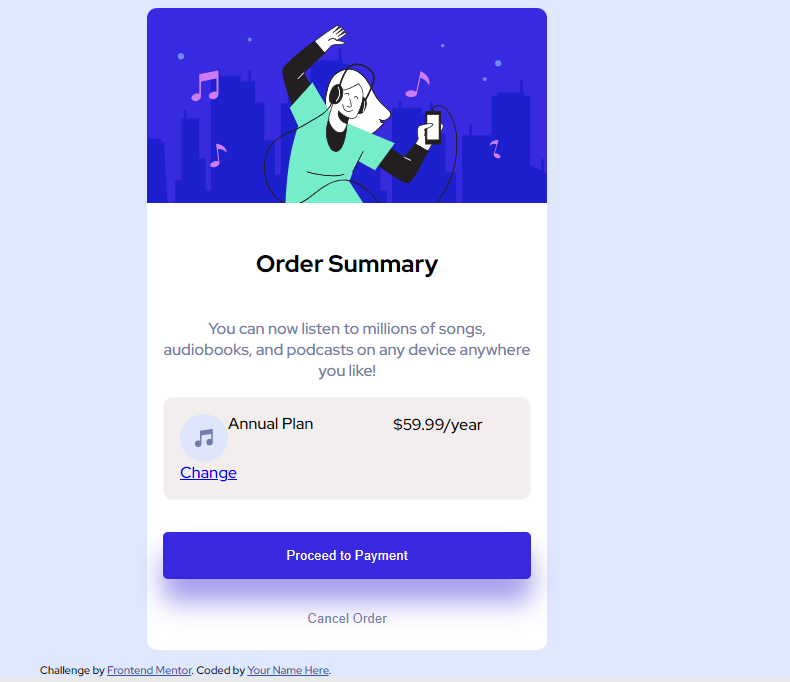 Order Summary
You can now listen to millions of songs,
audiobooks, and podcasts on any device anywhere
you like!
Annual Plan $59.99/year
Change
Proceed to Payment
Cancel Order
Challenge by Frontend Mentor. Coded by Your Name Here.